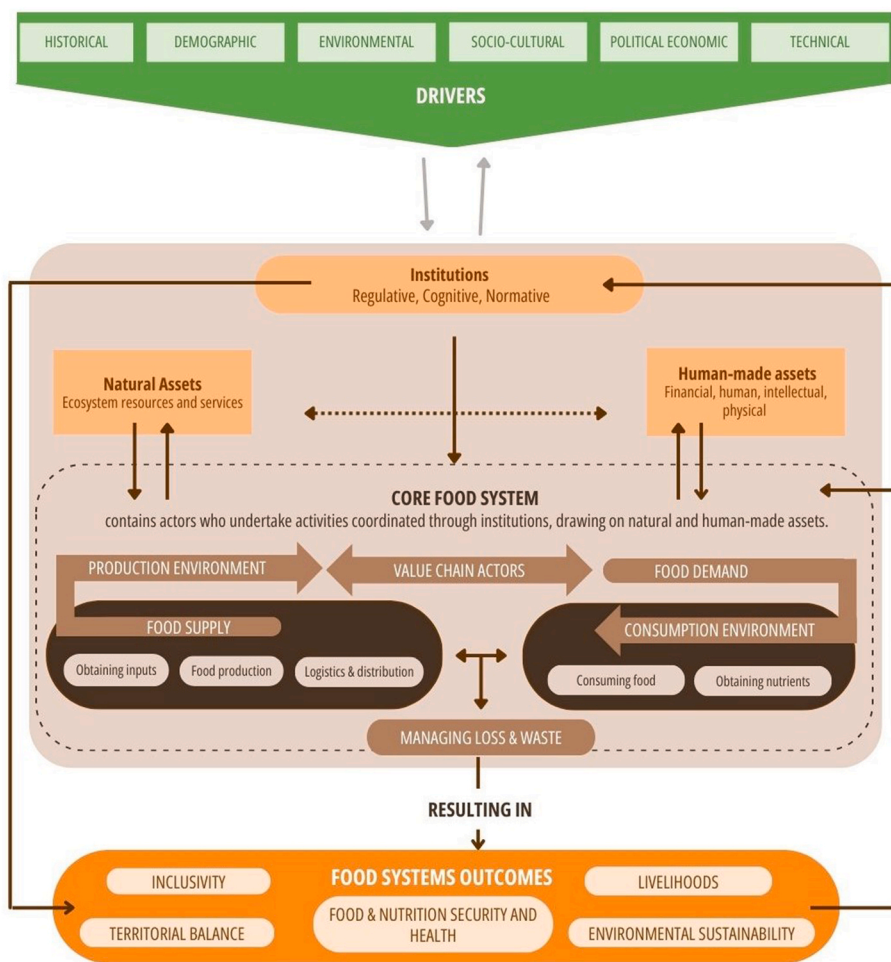 HISTORICAL
DEMOGRAPHIC
ENVIRONMENTAL
SOCIO-CULTURAL
POLITICAL ECONOMIC
TECHNICAL
DRIVERS
Institutions
Regulative, Cognitive, Normative
Natural Assets
Ecosystem resources and services
Human-made assets
Financial, human, intellectual,
physical
CORE FOOD SYSTEM
contains actors who undertake activities coordinated through institutions, drawing on natural and human-made assets.
PRODUCTION ENVIRONMENT
VALUE CHAIN ACTORS
FOOD DEMAND
FOOD SUPPLY
CONSUMPTION ENVIRONMENT
Obtaining inputs
Food production
Logistics & distribution
Consuming food
Obtaining nutrients
MANAGING LOSS & WASTE
RESULTING IN
FOOD SYSTEMS OUTCOMES
INCLUSIVITY
LIVELIHOODS
FOOD & NUTRITION SECURITY AND
HEALTH
TERRITORIAL BALANCE
ENVIRONMENTAL SUSTAINABILITY